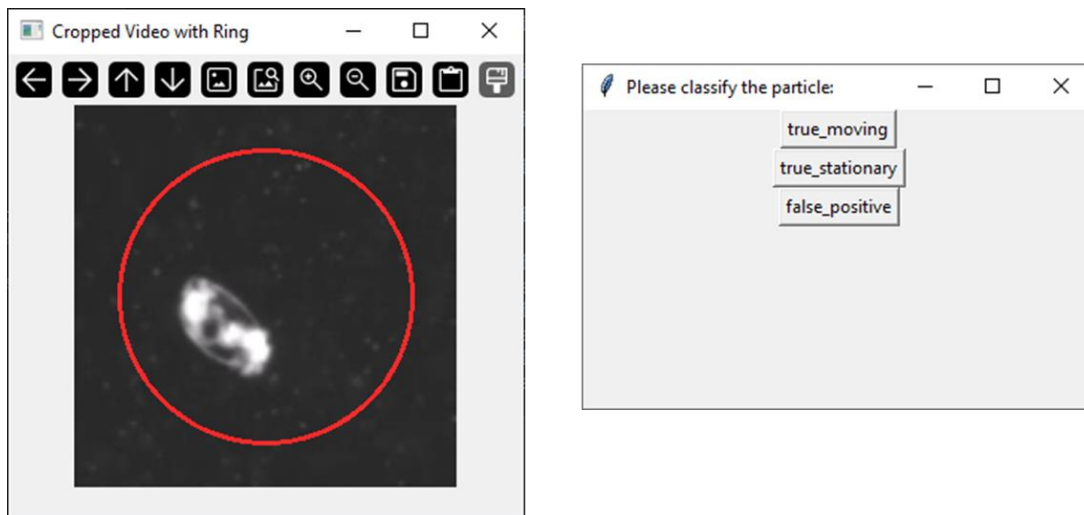 Cropped Video with Ring
Please classify the particle:
true_moving
true_stationary
false_positive